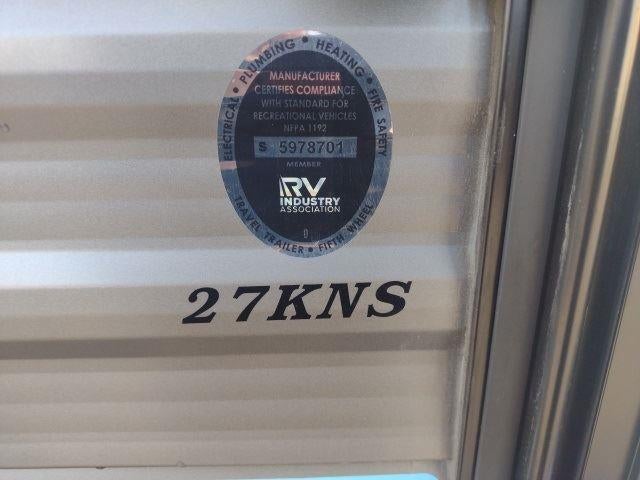 ELECTRICAL • PLUMBING • HEATING • FIRE SAFETY
MANUFACTURER
CERTIFIES COMPLIANCE
WITH STANDARD FOR
RECREATIONAL VEHICLES
NFPA 1192
S 5978701
MEMBER
RV
INDUSTRY
ASSOCIATION
TRAVEL TRAILER • FIFTH WHEEL
27KNS